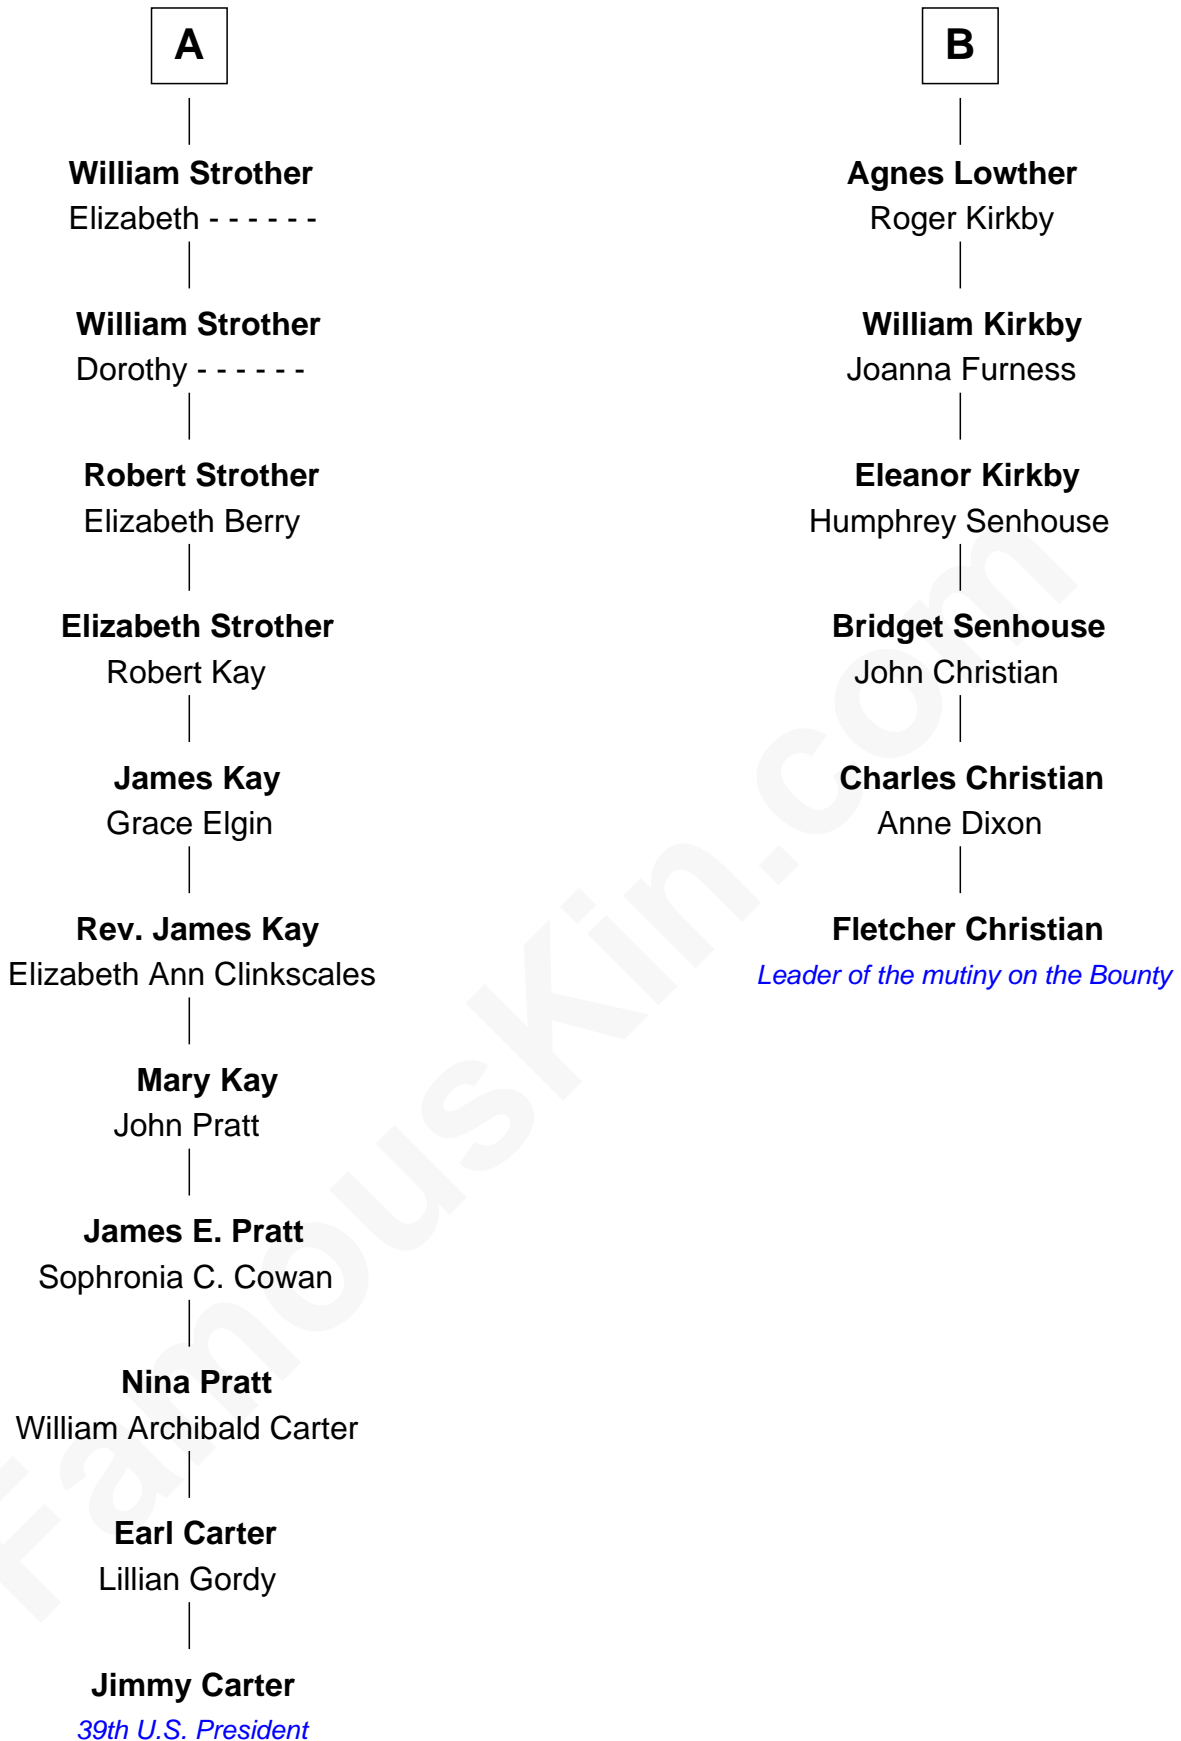 A
William Strother
Elizabeth - - - - - -
William Strother
Dorothy - - - - - -
Robert Strother
Elizabeth Berry
Elizabeth Strother
Robert Kay
James Kay
Grace Elgin
Rev. James Kay
Elizabeth Ann Clinkscales
Mary Kay
John Pratt
James E. Pratt
Sophronia C. Cowan
Nina Pratt
William Archibald Carter
Earl Carter
Lillian Gordy
Jimmy Carter
39th U.S. President
B
Agnes Lowther
Roger Kirkby
William Kirkby
Joanna Furness
Eleanor Kirkby
Humphrey Senhouse
Bridget Senhouse
John Christian
Charles Christian
Anne Dixon
Fletcher Christian
Leader of the mutiny on the Bounty
FamousKin.com